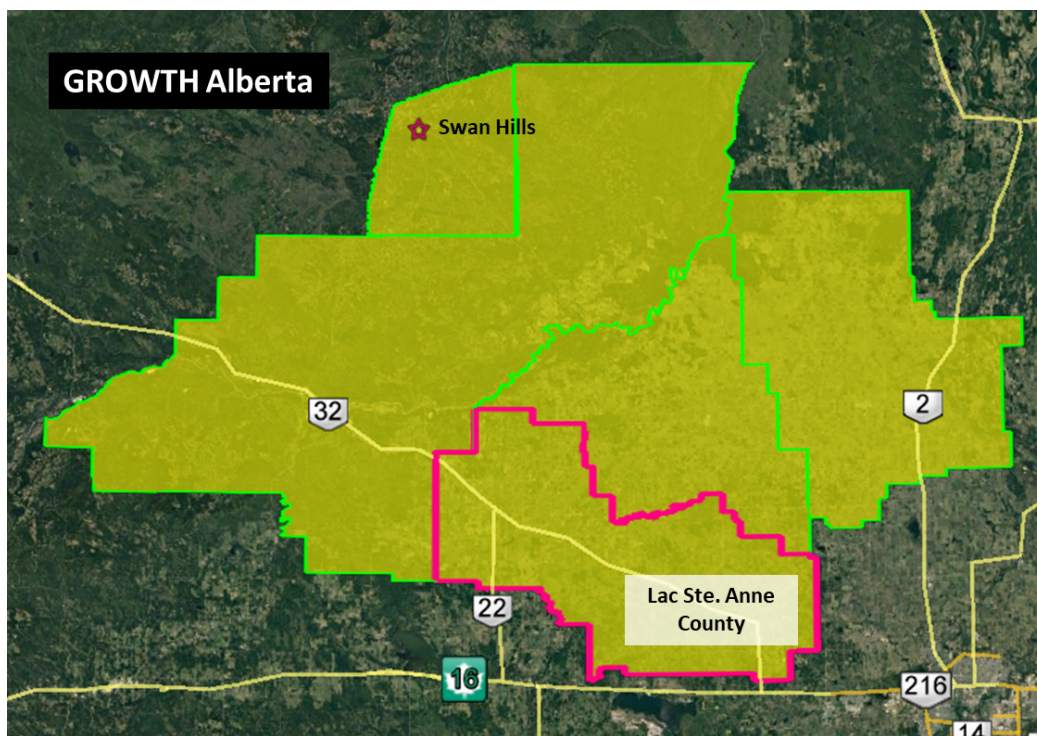 GROWTH Alberta
Swan Hills
32
2
Lac Ste. Anne
County
22
16
216
14